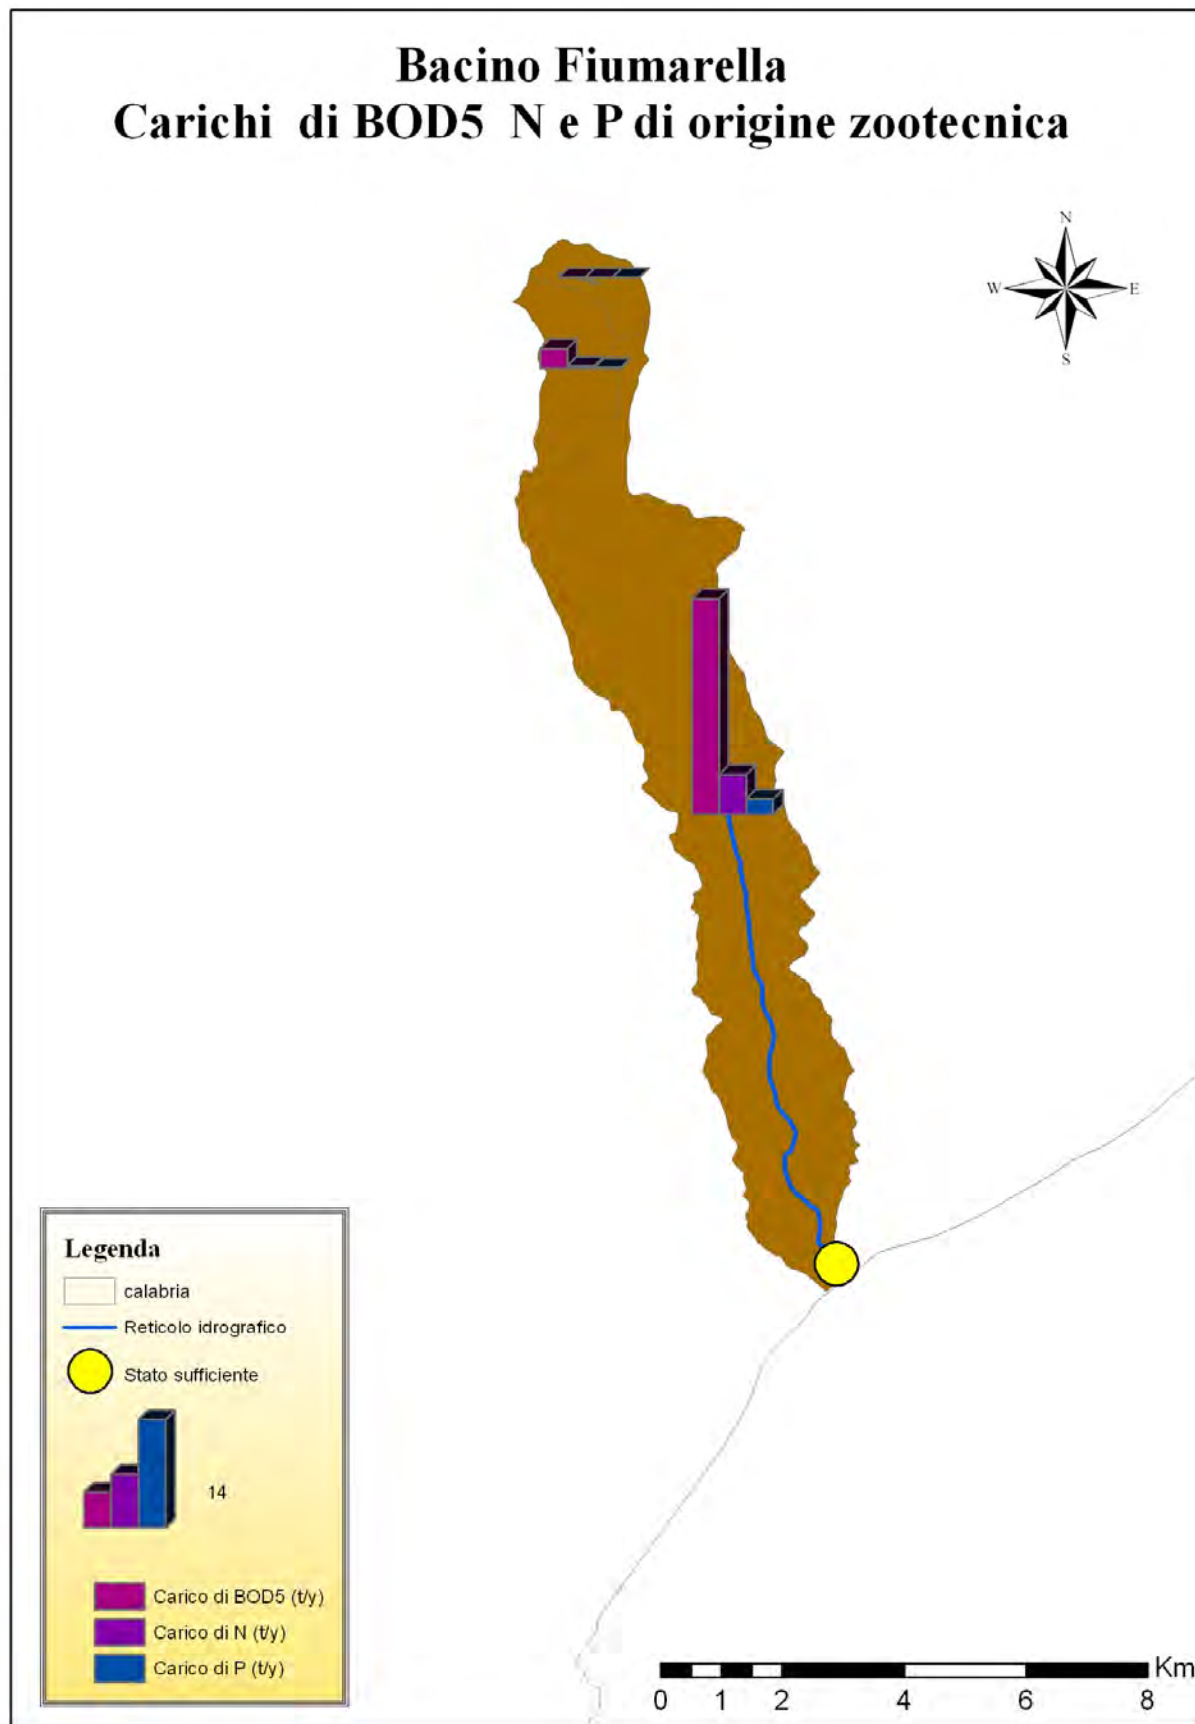 Bacino Fiumarella
Carichi di BOD5 N e P di origine zootecnica
N
W
E
S
Legenda
calabria
Reticolo idrografico
Stato sufficiente
14
Carico di BOD5 (t/y)
Carico di N (t/y)
Carico di P (t/y)
Km
0 1 2 4 6 8